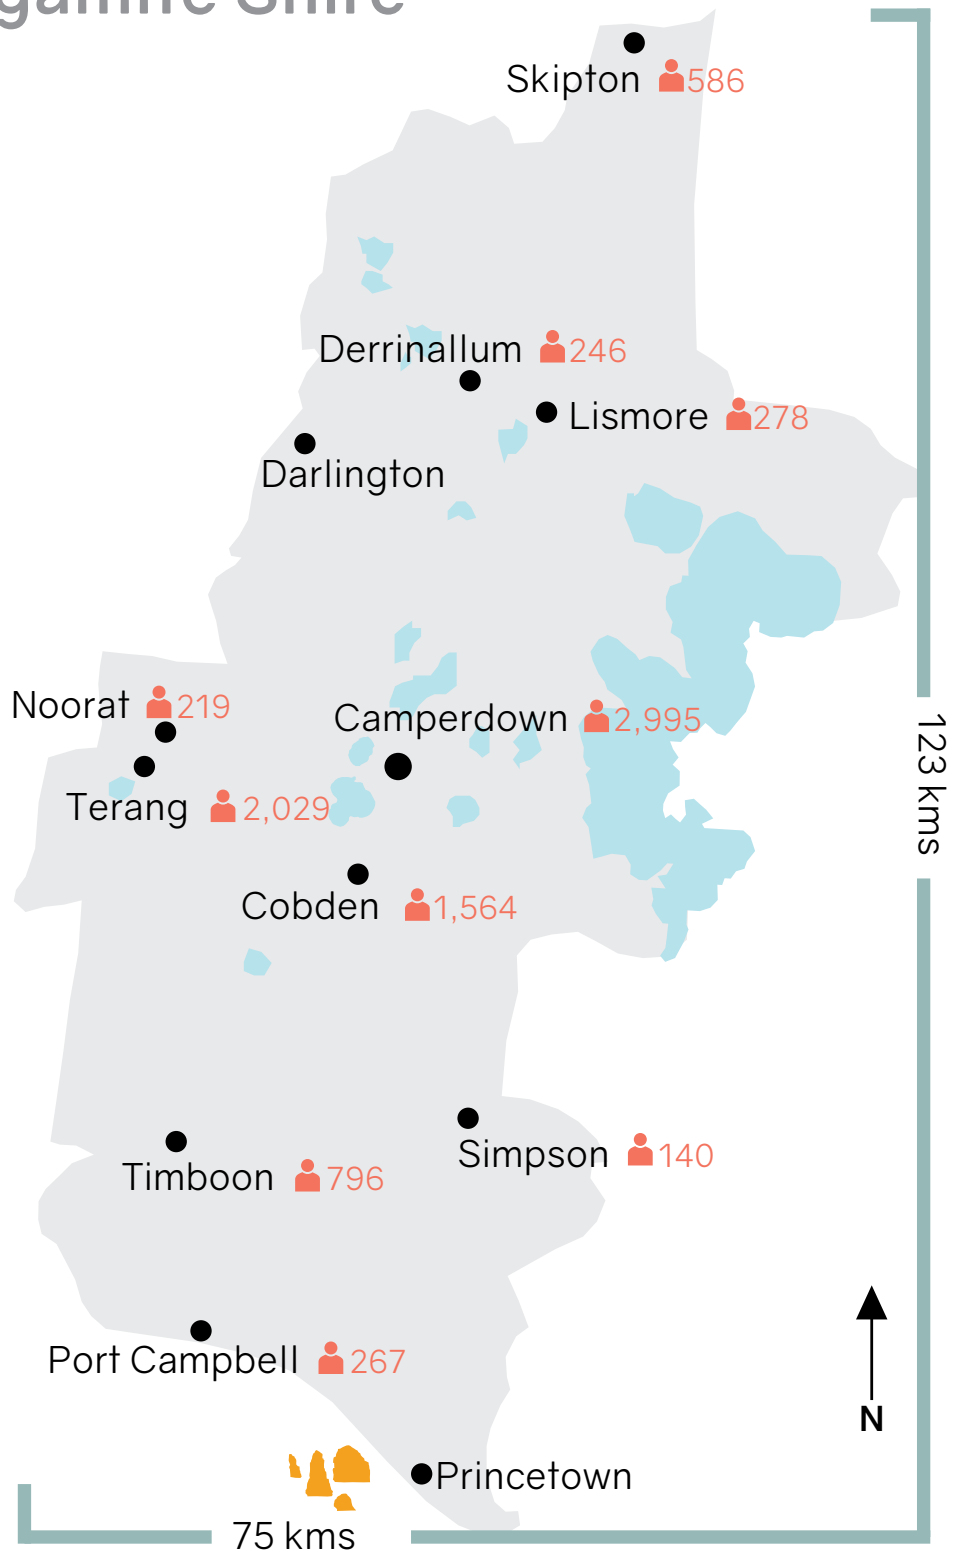 Shire
Skipton 586
Derrinallum 246
Lismore 278
Darlington
Noorat 219
Camperdown 2,995
123 kms
Terang 2,029
Cobden 1,564
Simpson 140
Timboon 796
Port Campbell 267
N
Princetown
75 kms